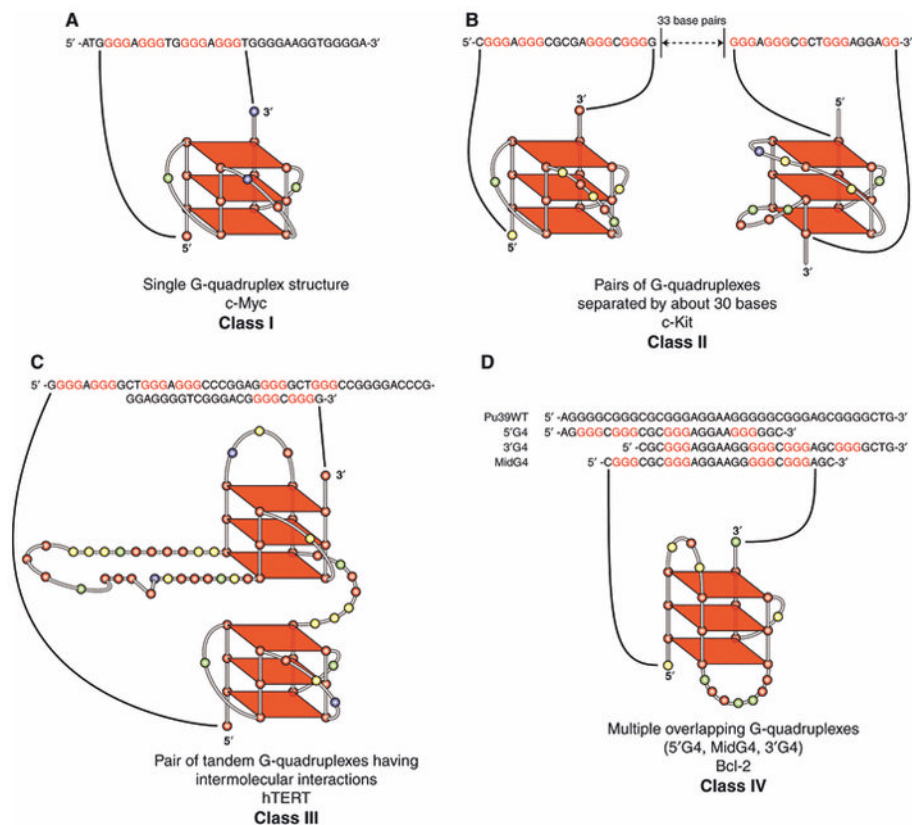 A
5′ -ATGGGGAGGGTGGGGAGGGTGGGGAAGGTGGGGA-3′
3′
5′
Single G-quadruplex structure
c-Myc
Class I
B
33 base pairs
5′-CGGGAGGGCGCGAGGGCGGGG
GGGAGGGCGCTGGGAGGAGG-3′
3′
5′
5′
3′
Pairs of G-quadruplexes
separated by about 30 bases
c-Kit
Class II
C
5′ -GGGGAGGGGCTGGGAGGGCCCGGAGGGGGCTGGGCCGGGGACCCG-
GGAGGGGTCGGGACGGGGCGGGG-3′
3′
5′
Pair of tandem G-quadruplexes having
intermolecular interactions
hTERT
Class III
D
Pu39WT 5′ -AGGGGCGGGCGCGGGAGGAAGGGGGCGGGAGCGGGGCTG-3′
5′G4 5′ -AGGGGCGGGCGCGGGAGGAAGGGGGC-3′
3′G4 5′ -CGCGGGAGGAAGGGGGCGGGAGCGGGGCTG-3′
MidG4 5′ -CGGGCGCGGGAGGAAGGGGGCGGGAGC-3′
3′
5′
Multiple overlapping G-quadruplexes
(5′G4, MidG4, 3′G4)
Bcl-2
Class IV